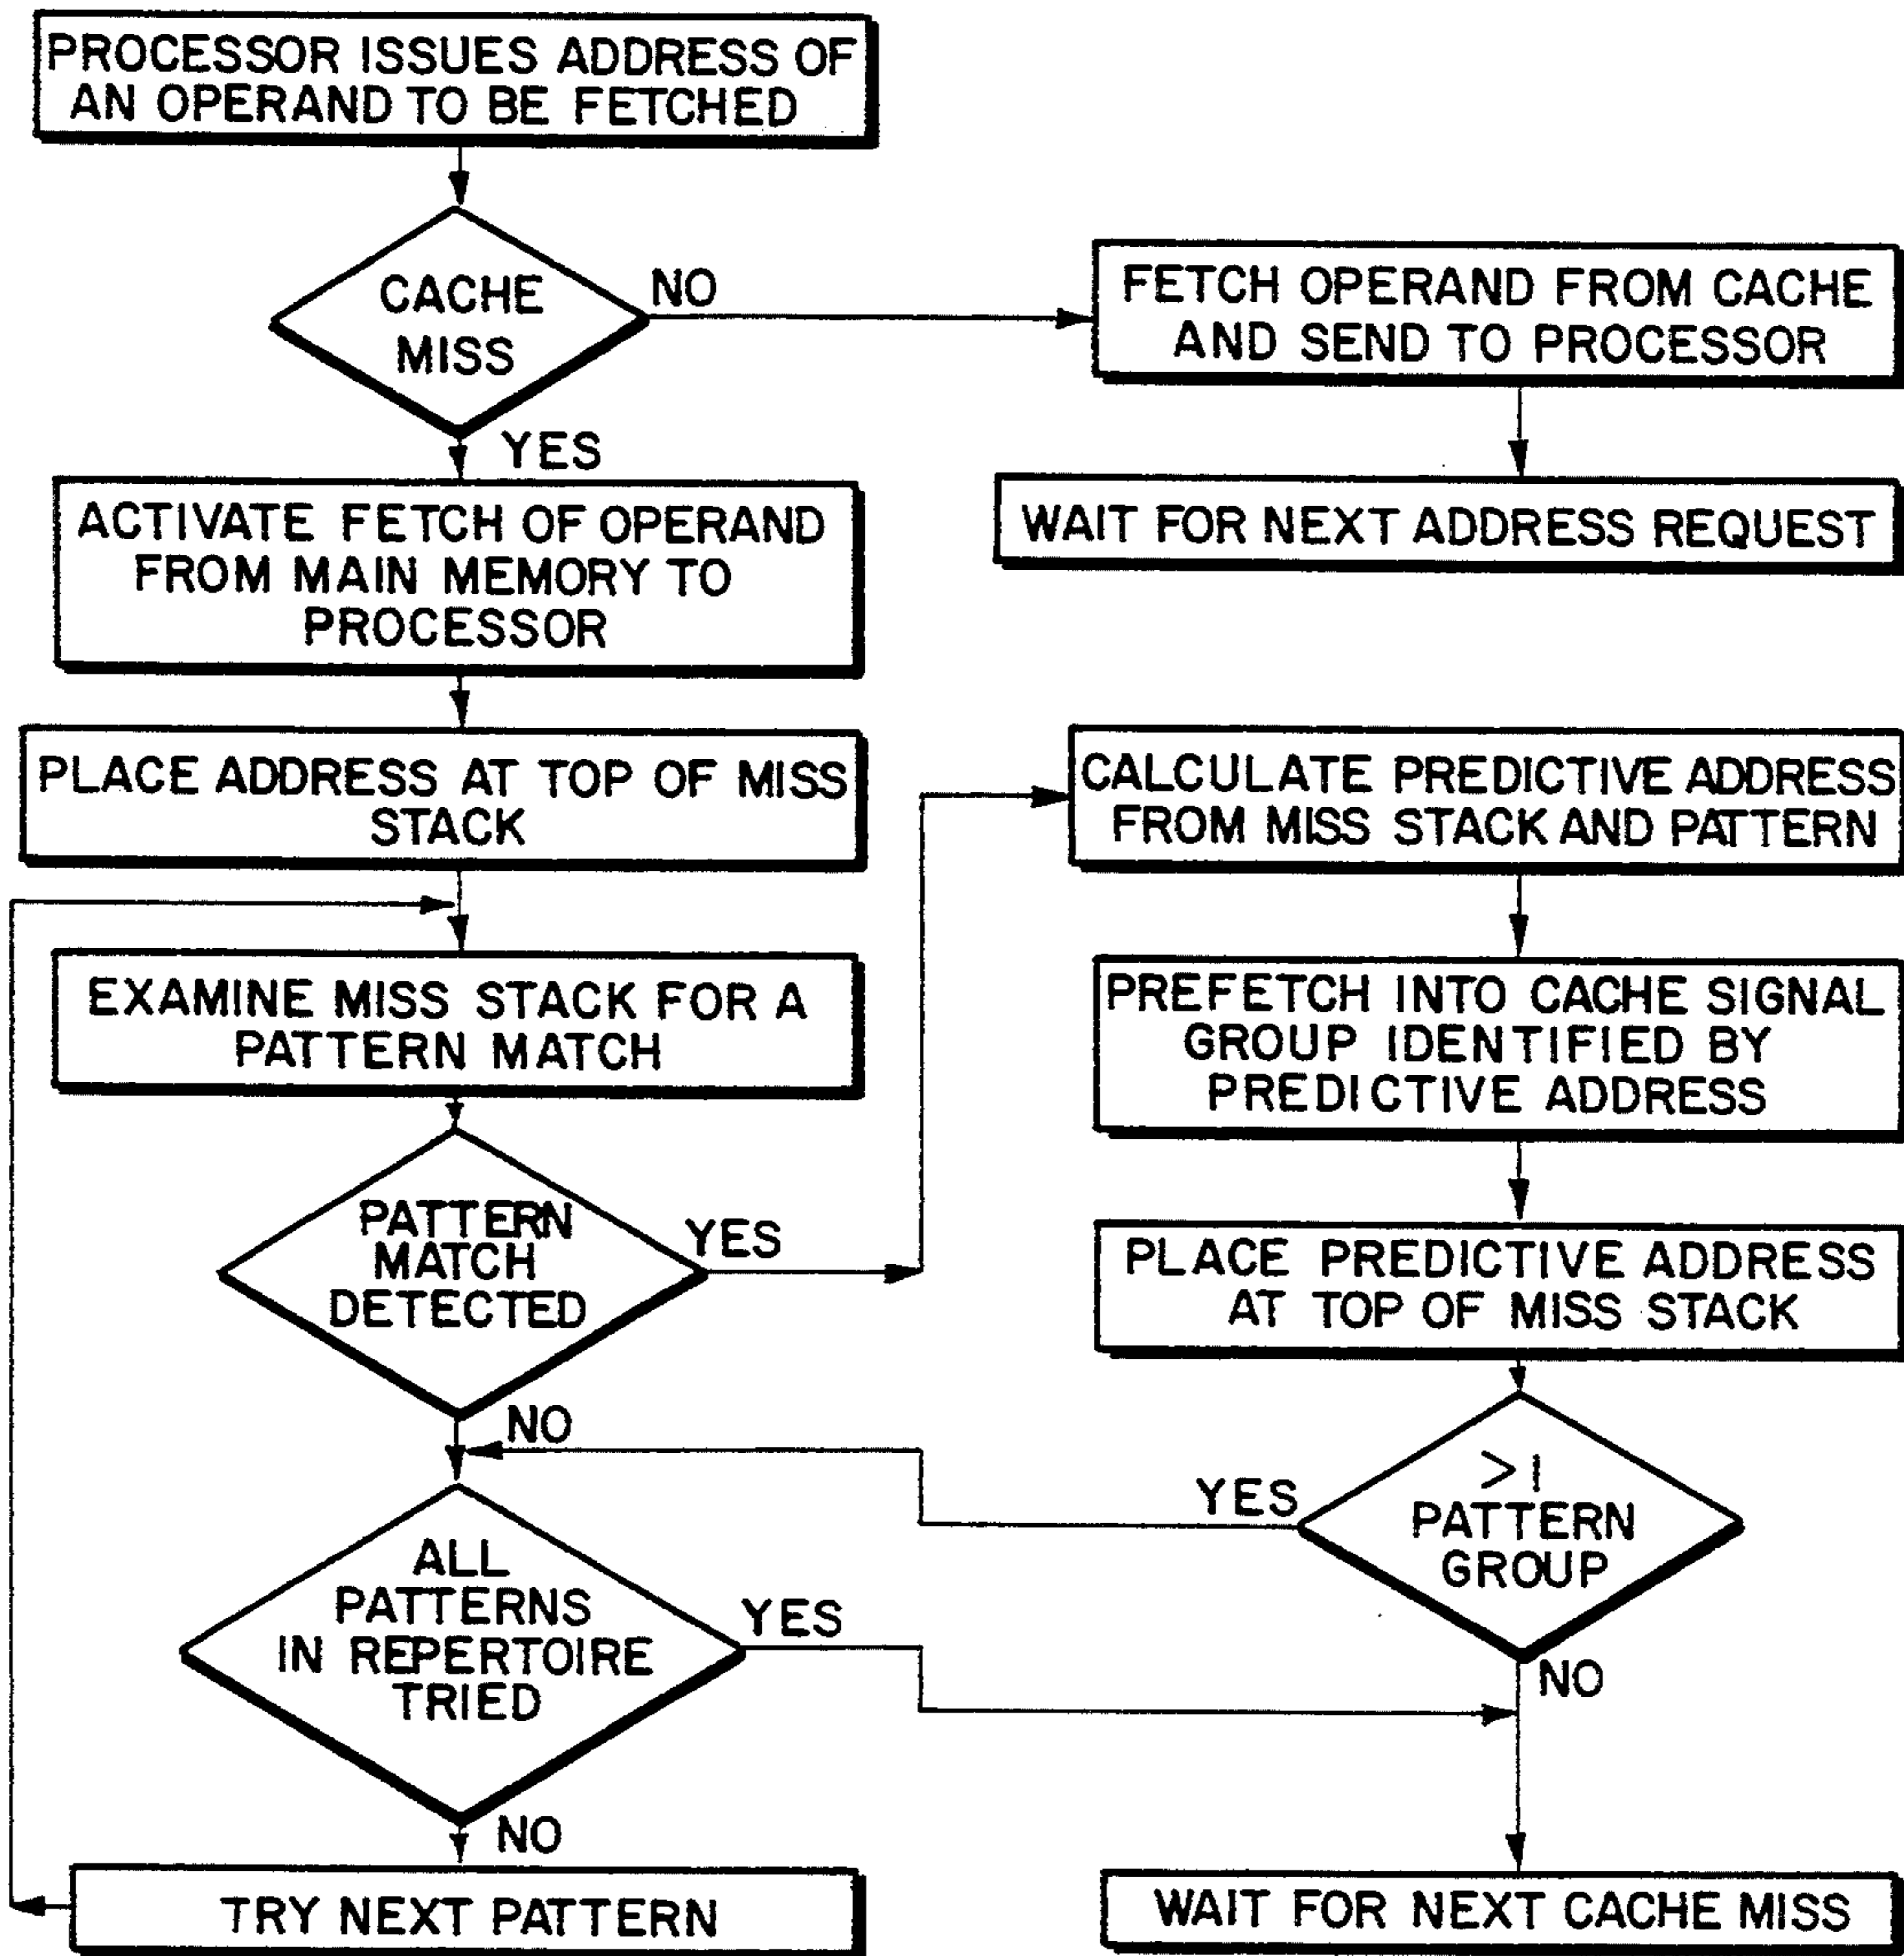 PROCESSOR ISSUES ADDRESS OF
AN OPERAND TO BE FETCHED
CACHE
MISS
NO
FETCH OPERAND FROM CACHE
AND SEND TO PROCESSOR
YES
WAIT FOR NEXT ADDRESS REQUEST
ACTIVATE FETCH OF OPERAND
FROM MAIN MEMORY TO
PROCESSOR
PLACE ADDRESS AT TOP OF MISS
STACK
CALCULATE PREDICTIVE ADDRESS
FROM MISS STACK AND PATTERN
EXAMINE MISS STACK FOR A
PATTERN MATCH
PREFETCH INTO CACHE SIGNAL
GROUP IDENTIFIED BY
PREDICTIVE ADDRESS
PATTERN
MATCH
DETECTED
YES
PLACE PREDICTIVE ADDRESS
AT TOP OF MISS STACK
NO
>1
PATTERN
GROUP
YES
NO
ALL
PATTERNS
IN REPERTOIRE
TRIED
YES
NO
TRY NEXT PATTERN
WAIT FOR NEXT CACHE MISS